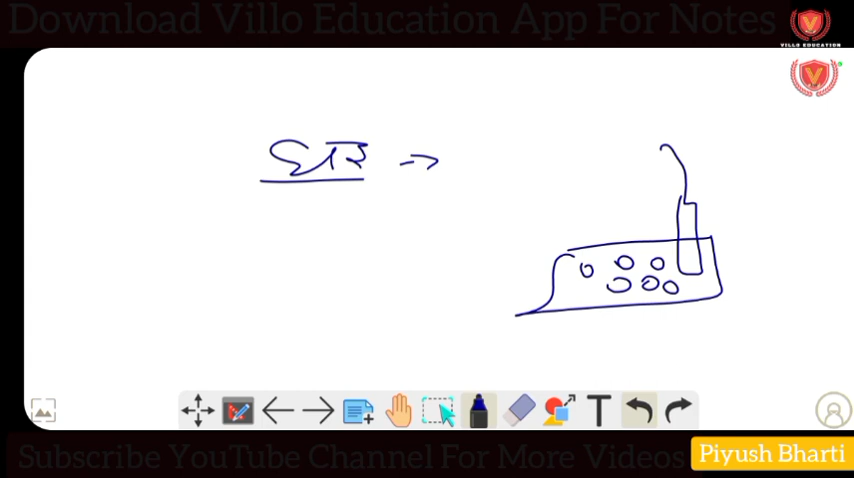 Download Villo Education App For Notes
VILLO EDUCATION
Subscribe YouTube Channel For More Videos
Piyush Bharti